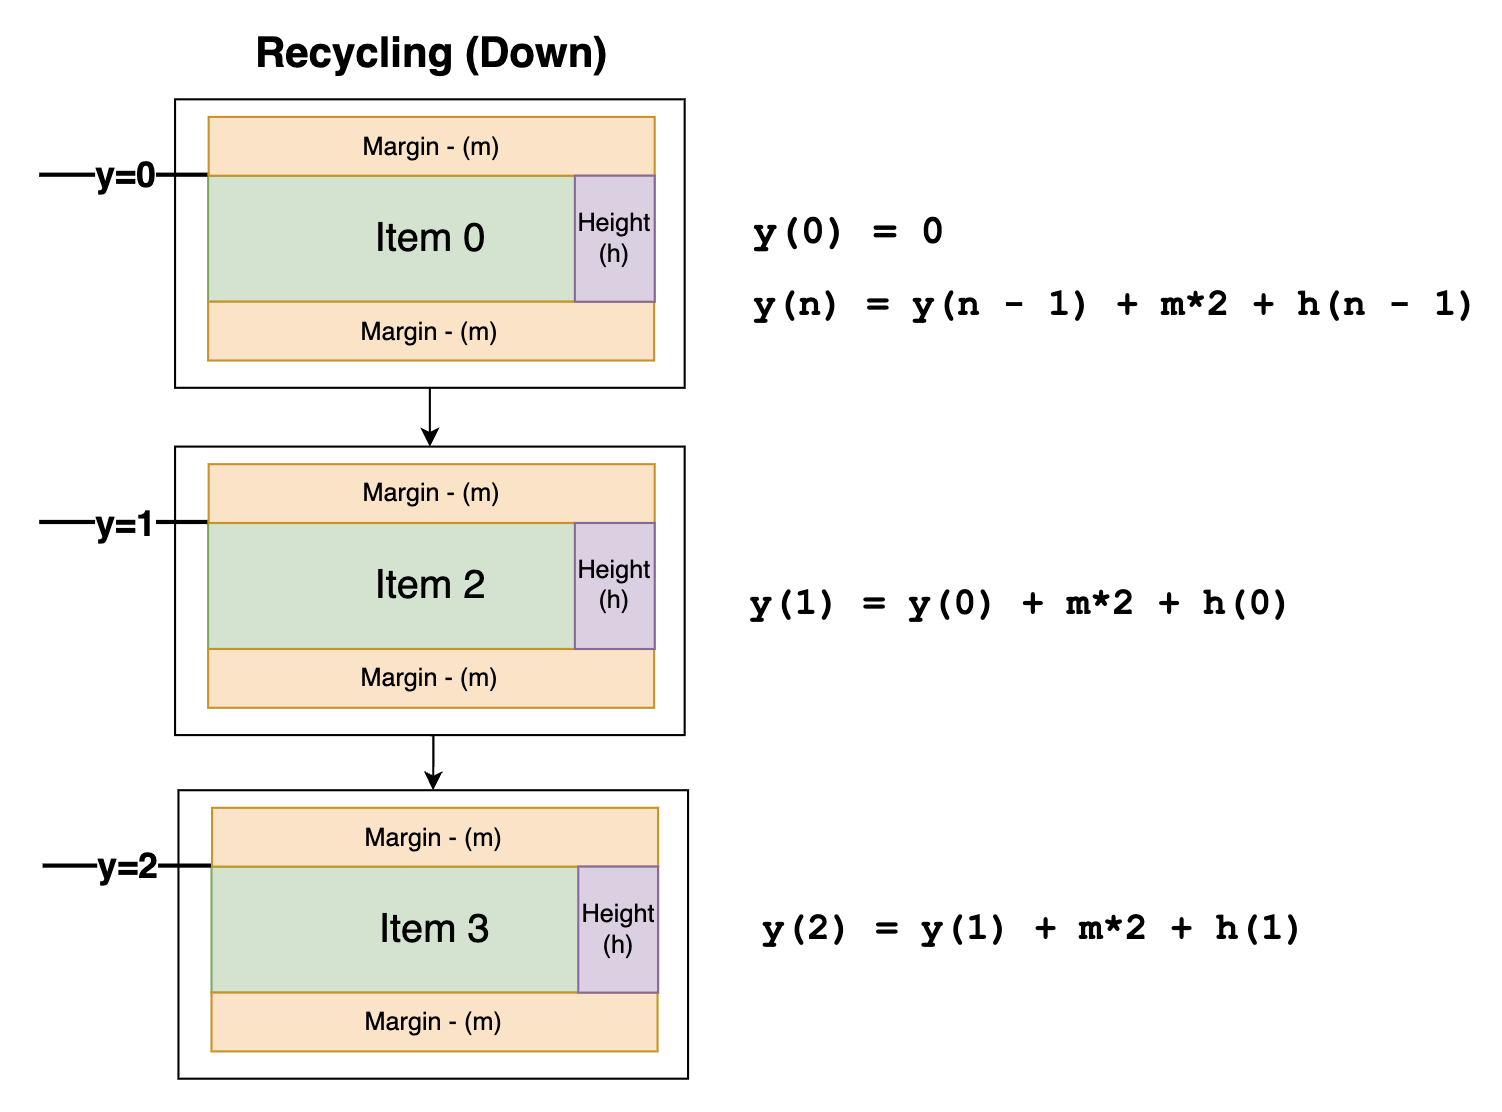 Recycling (Down)
Margin - (m)
y=0
Item 0
Height
(h)
Margin - (m)
y(0) = 0
y(n) = y(n - 1) + m*2 + h(n - 1)
Margin - (m)
y=1
Item 2
Height
(h)
Margin - (m)
y(1) = y(0) + m*2 + h(0)
Margin - (m)
y=2
Item 3
Height
(h)
Margin - (m)
y(2) = y(1) + m*2 + h(1)